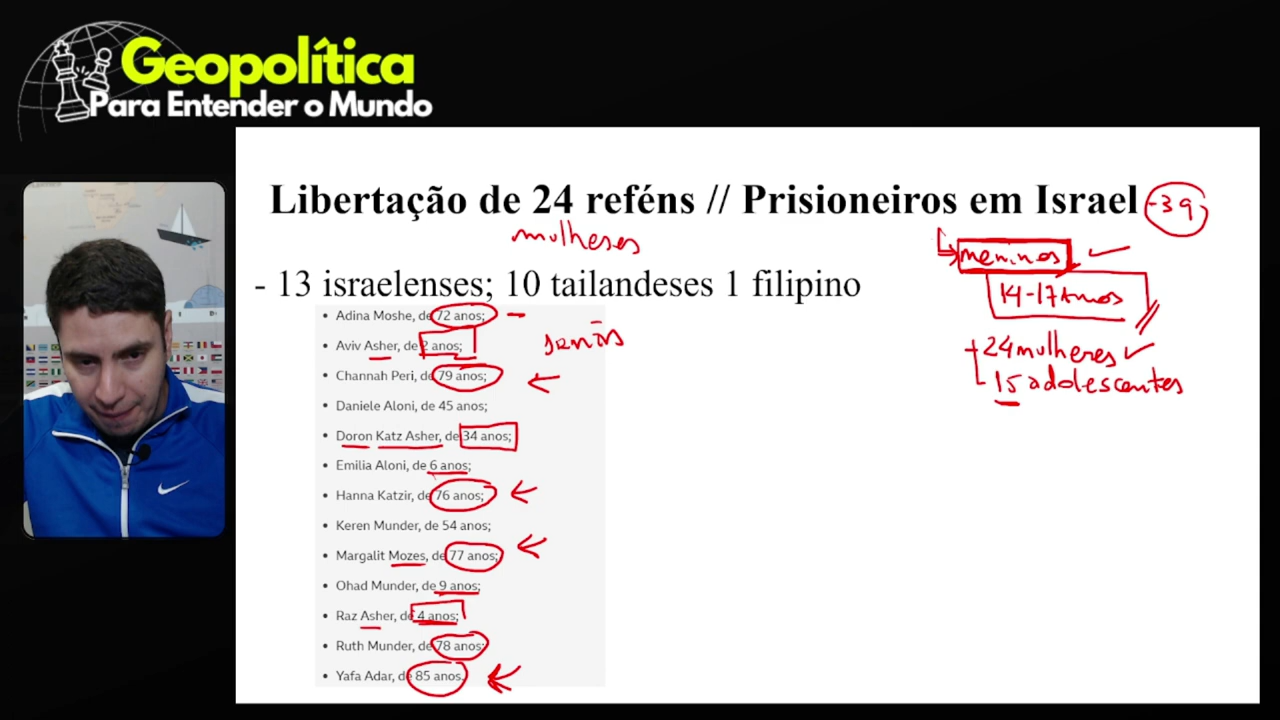 Geopolítica
Para Entender o Mundo
Libertação de 24 reféns // Prisioneiros em Israel -39
mulheres
meninos
- 13 israelenses; 10 tailandeses 1 filipino
14-17 anos
Adina Moshe, de 72 anos;
Aviv Asher, de 2 anos;
+24 mulheres
Channah Peri, de 79 anos;
15 adolescentes
Daniele Aloni, de 45 anos;
Doron Katz Asher, de 34 anos;
Emilia Aloni, de 6 anos;
Hanna Katzir, de 76 anos;
Keren Munder, de 54 anos;
Margalit Mozes, de 77 anos;
Ohad Munder, de 9 anos;
Raz Asher, de 4 anos;
Ruth Munder, de 78 anos;
Yafa Adar, de 85 anos.